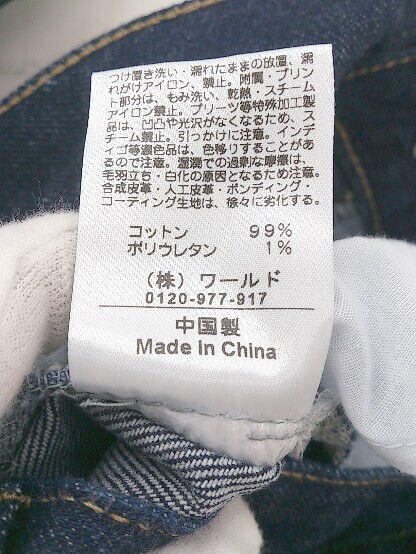 つけ置き洗い・濡れたままの放置、濡
れがけアイロン、禁止。附属・プリン
ト部分は、もみ洗い、乾熱・スチーム
アイロン禁止。プリーツ等特殊加工製
品は、凹凸や光沢がなくなるため、ス
チーム禁止。引っかけに注意。インデ
ィゴ等濃色品は、色移りすることがあ
るので注意。湿潤での過剰な摩擦は、
毛羽立ち・白化の原因となるため注意。
合成皮革・人工皮革・ボンディング・
コーティング生地は、徐々に劣化する。
コットン 99%
ポリウレタン 1%
(株)ワールド
0120-977-917
中国製
Made in China